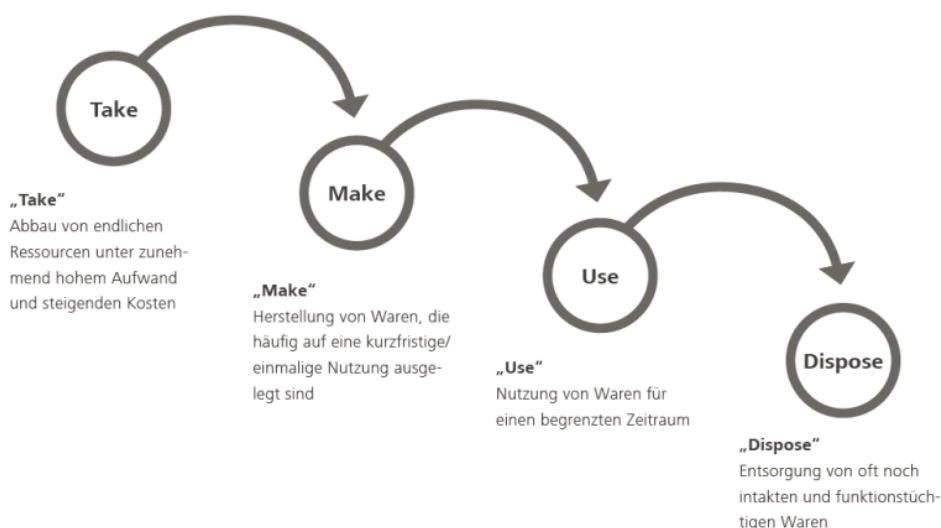 Take
„Take“
Abbau von endlichen
Ressourcen unter zuneh-
mend hohem Aufwand
und steigenden Kosten
Make
„Make“
Herstellung von Waren, die
häufig auf eine kurzfristige/
einmalige Nutzung ausge-
legt sind
Use
„Use“
Nutzung von Waren für
einen begrenzten Zeitraum
Dispose
„Dispose“
Entsorgung von oft noch
intakten und funktionstüch-
tigen Waren